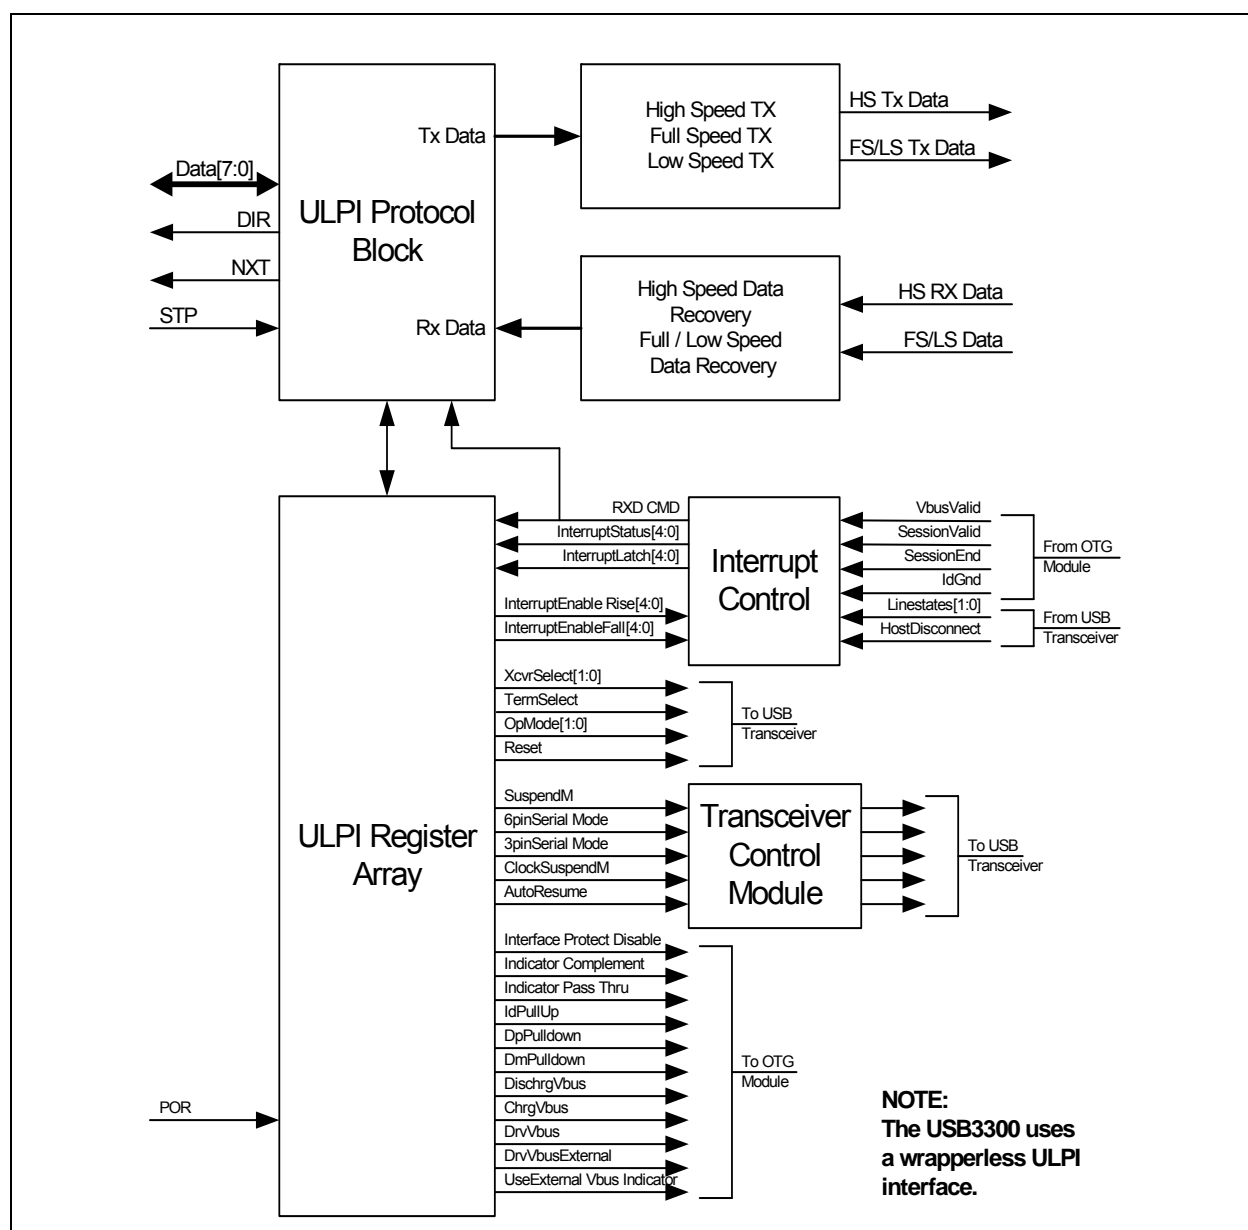 High Speed TX
Full Speed TX
Low Speed TX
HS Tx Data
FS/LS Tx Data
Tx Data
Data[7:0]
DIR
NXT
STP
ULPI Protocol
Block
Rx Data
High Speed Data
Recovery
Full / Low Speed
Data Recovery
HS RX Data
FS/LS Data
RXD CMD
InterruptStatus[4:0]
InterruptLatch[4:0]
InterruptEnable Rise[4:0]
InterruptEnableFall[4:0]
Interrupt
Control
VbusValid
SessionValid
SessionEnd
IdGnd
Linestates[1:0]
HostDisconnect
From OTG
Module
From USB
Transceiver
XcvrSelect[1:0]
TermSelect
OpMode[1:0]
Reset
To USB
Transceiver
ULPI Register
Array
SuspendM
6pinSerial Mode
3pinSerial Mode
ClockSuspendM
AutoResume
Transceiver
Control
Module
To USB
Transceiver
Interface Protect Disable
Indicator Complement
Indicator Pass Thru
IdPullUp
DpPulldown
DmPulldown
DischrgVbus
ChrgVbus
DrvVbus
DrvVbusExternal
UseExternal Vbus Indicator
To OTG
Module
POR
NOTE:
The USB3300 uses
a wrapperless ULPI
interface.